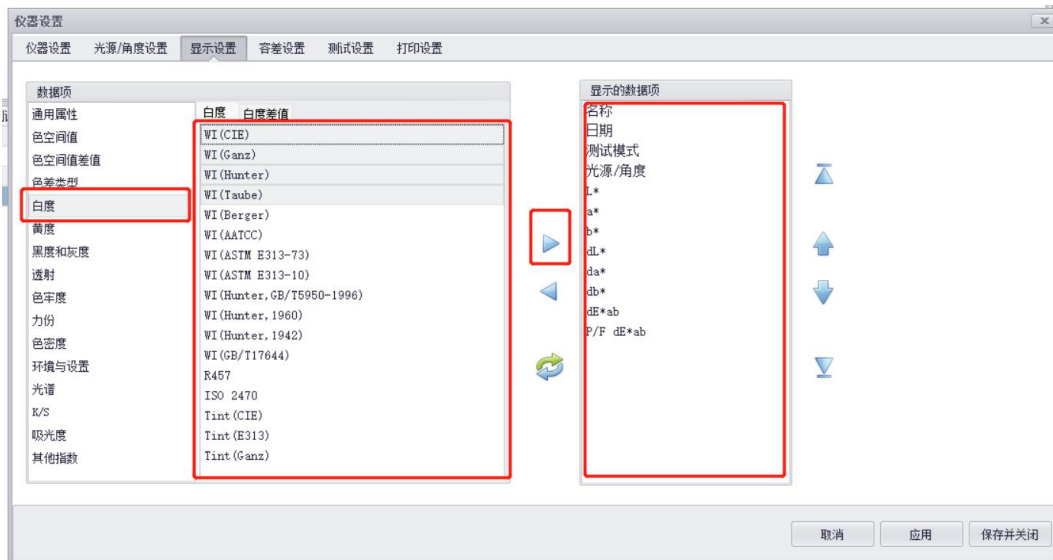 仪器设置
仪器设置 光源/角度设置 显示设置 容差设置 测试设置 打印设置
数据项
通用属性
色空间值
色空间值差值
色差类型
白度
黄度
黑度和灰度
透射
色牢度
力份
色密度
环境与设置
光谱
K/S
吸光度
其他指数
白度 白度差值
WI(CIE)
WI(Ganz)
WI(Hunter)
WI(Taube)
WI(Berger)
WI(AATCC)
WI(ASTM E313-73)
WI(ASTM E313-10)
WI(Hunter,GB/T5950-1996)
WI(Hunter,1960)
WI(Hunter,1942)
WI(GB/T17644)
R457
ISO 2470
Tint(CIE)
Tint(E313)
Tint(Ganz)
显示的数据项
名称
日期
测试模式
光源/角度
L*
a*
b*
dL*
da*
db*
dE*ab
P/F dE*ab
取消 应用 保存并关闭